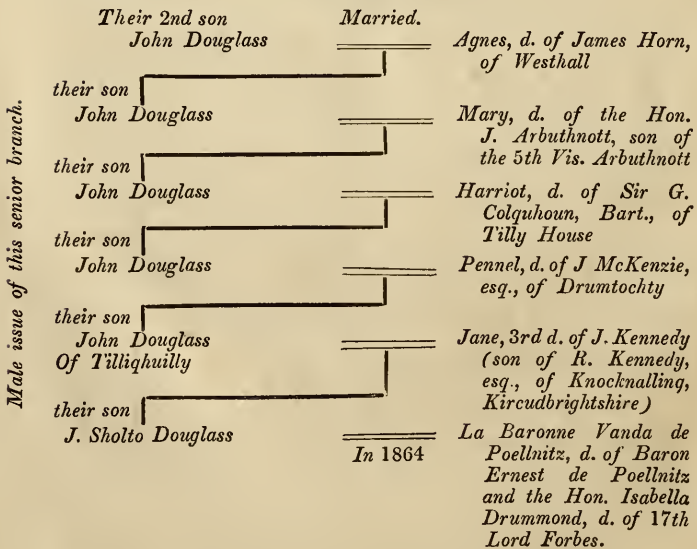 Their 2nd son Married.
John Douglass Agnes, d. of James Horn,
of Westhall
their son
John Douglass Mary, d. of the Hon.
J. Arbuthnott, son of
the 5th Vis. Arbuthnott
their son
John Douglass Harriot, d. of Sir G.
Colquhoun, Bart., of
Tilly House
their son
John Douglass Pennel, d. of J McKenzie,
esq., of Drumtochty
their son
John Douglass Jane, 3rd d. of J. Kennedy
Of Tilliqhuilly (son of R. Kennedy,
esq., of Knocknalling,
Kircudbrightshire)
their son
J. Sholto Douglass La Baronne Vanda de
In 1864 Poellnitz, d. of Baron
Ernest de Poellnitz
and the Hon. Isabella
Drummond, d. of 17th
Lord Forbes.
Male issue of this senior branch.